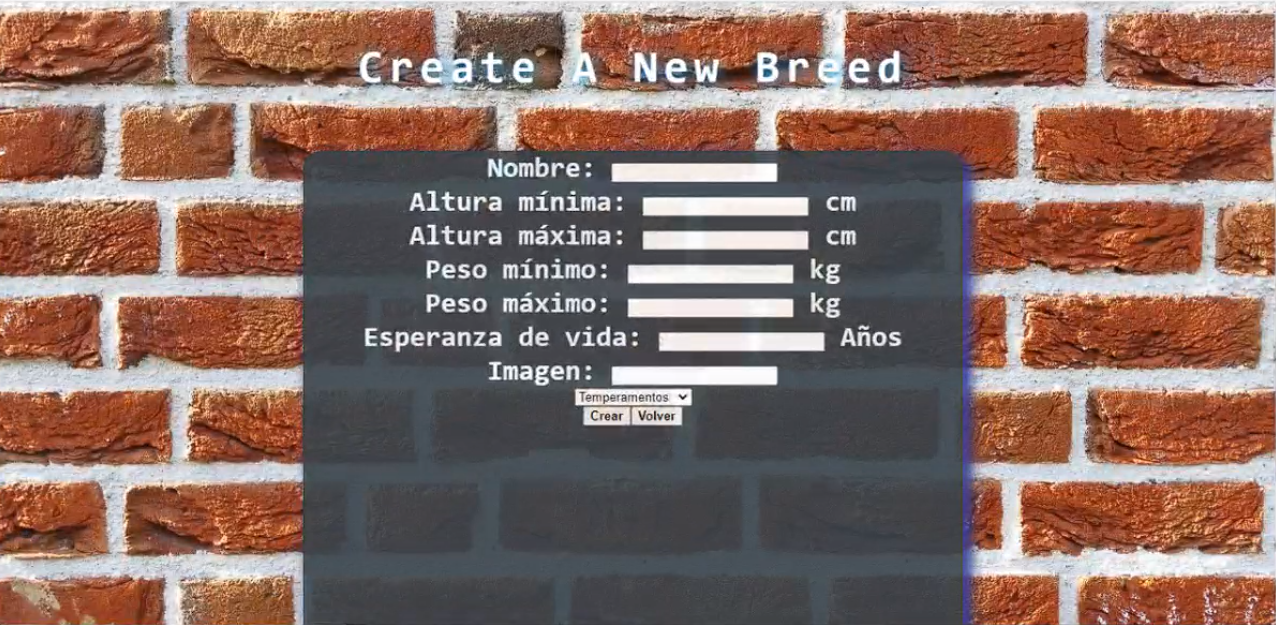 Create A New Breed
Nombre:
Altura mínima: cm
Altura máxima: cm
Peso mínimo: kg
Peso máximo: kg
Esperanza de vida: Años
Imagen:
Temperamentos
Crear Volver